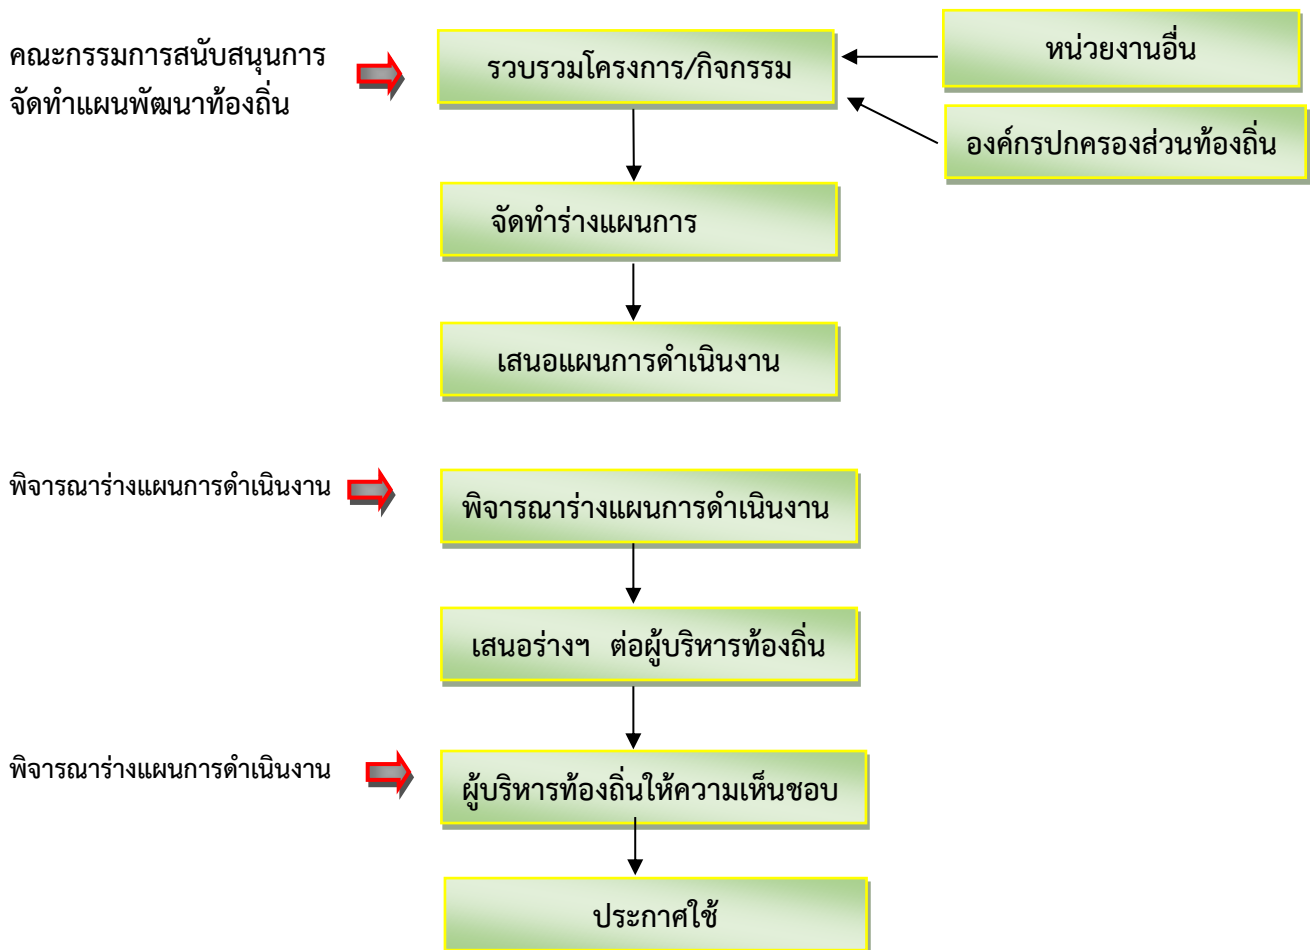 คณะกรรมการสนับสนุนการ
จัดทำแผนพัฒนาท้องถิ่น
รวบรวมโครงการ/กิจกรรม
หน่วยงานอื่น
องค์กรปกครองส่วนท้องถิ่น
จัดทำร่างแผนการ
เสนอแผนการดำเนินงาน
พิจารณาร่างแผนการดำเนินงาน
พิจารณาร่างแผนการดำเนินงาน
เสนอร่างฯ ต่อผู้บริหารท้องถิ่น
พิจารณาร่างแผนการดำเนินงาน
ผู้บริหารท้องถิ่นให้ความเห็นชอบ
ประกาศใช้